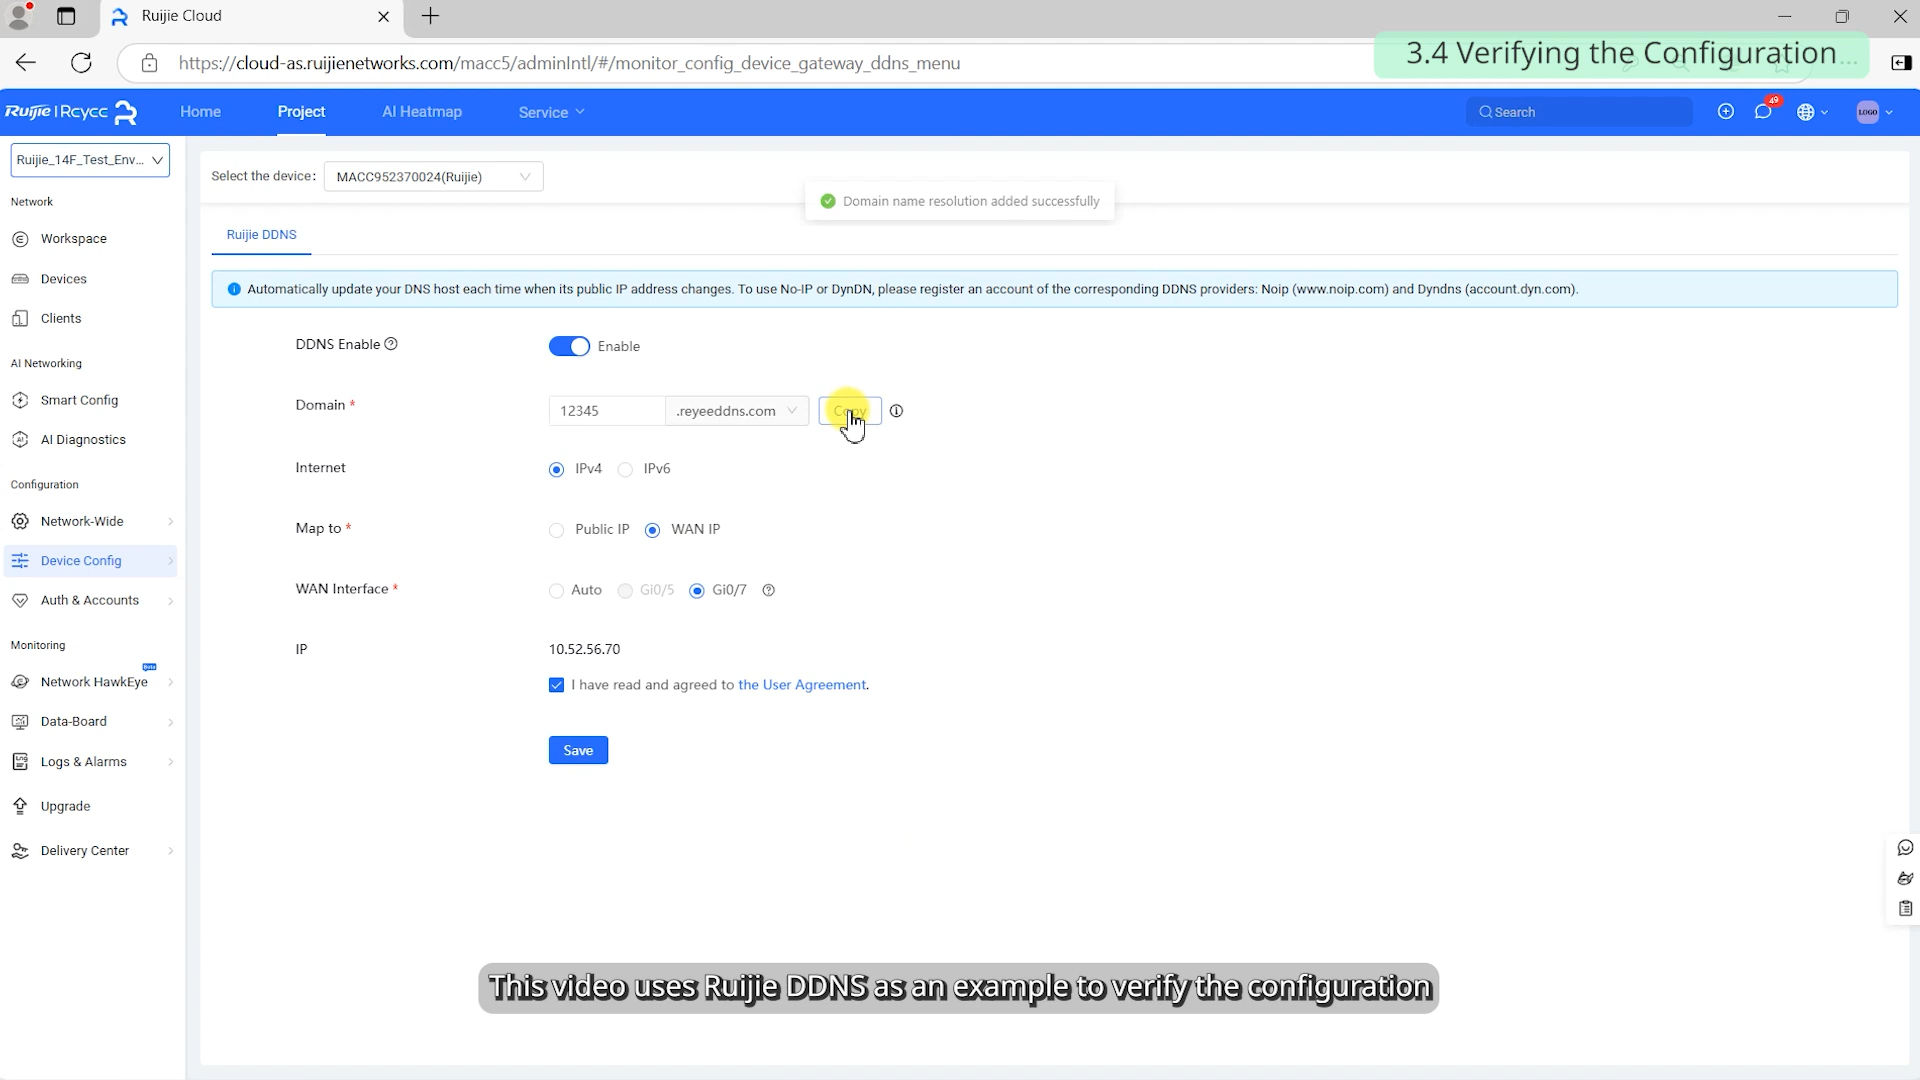 Ruijie Cloud
https://cloud-as.ruijienetworks.com/macc5/adminIntl/#/monitor_config_device_gateway_ddns_menu
3.4 Verifying the Configuration
Ruijie | Rcycc
Home
Project
AI Heatmap
Service
Search
49
LOGO
Ruijie_14F_Test_Env...
Select the device:
MACC952370024(Ruijie)
Domain name resolution added successfully
Network
Workspace
Devices
Clients
AI Networking
Smart Config
AI Diagnostics
Configuration
Network-Wide
Device Config
Auth & Accounts
Monitoring
Beta
Network HawkEye
Data-Board
Logs & Alarms
Upgrade
Delivery Center
Ruijie DDNS
Automatically update your DNS host each time when its public IP address changes. To use No-IP or DynDN, please register an account of the corresponding DDNS providers: Noip (www.noip.com) and Dyndns (account.dyn.com).
DDNS Enable
Enable
Domain *
12345
.reyeeddns.com
Copy
Internet
IPv4
IPv6
Map to *
Public IP
WAN IP
WAN Interface *
Auto
Gi0/5
Gi0/7
IP
10.52.56.70
I have read and agreed to the User Agreement.
Save
This video uses Ruijie DDNS as an example to verify the configuration